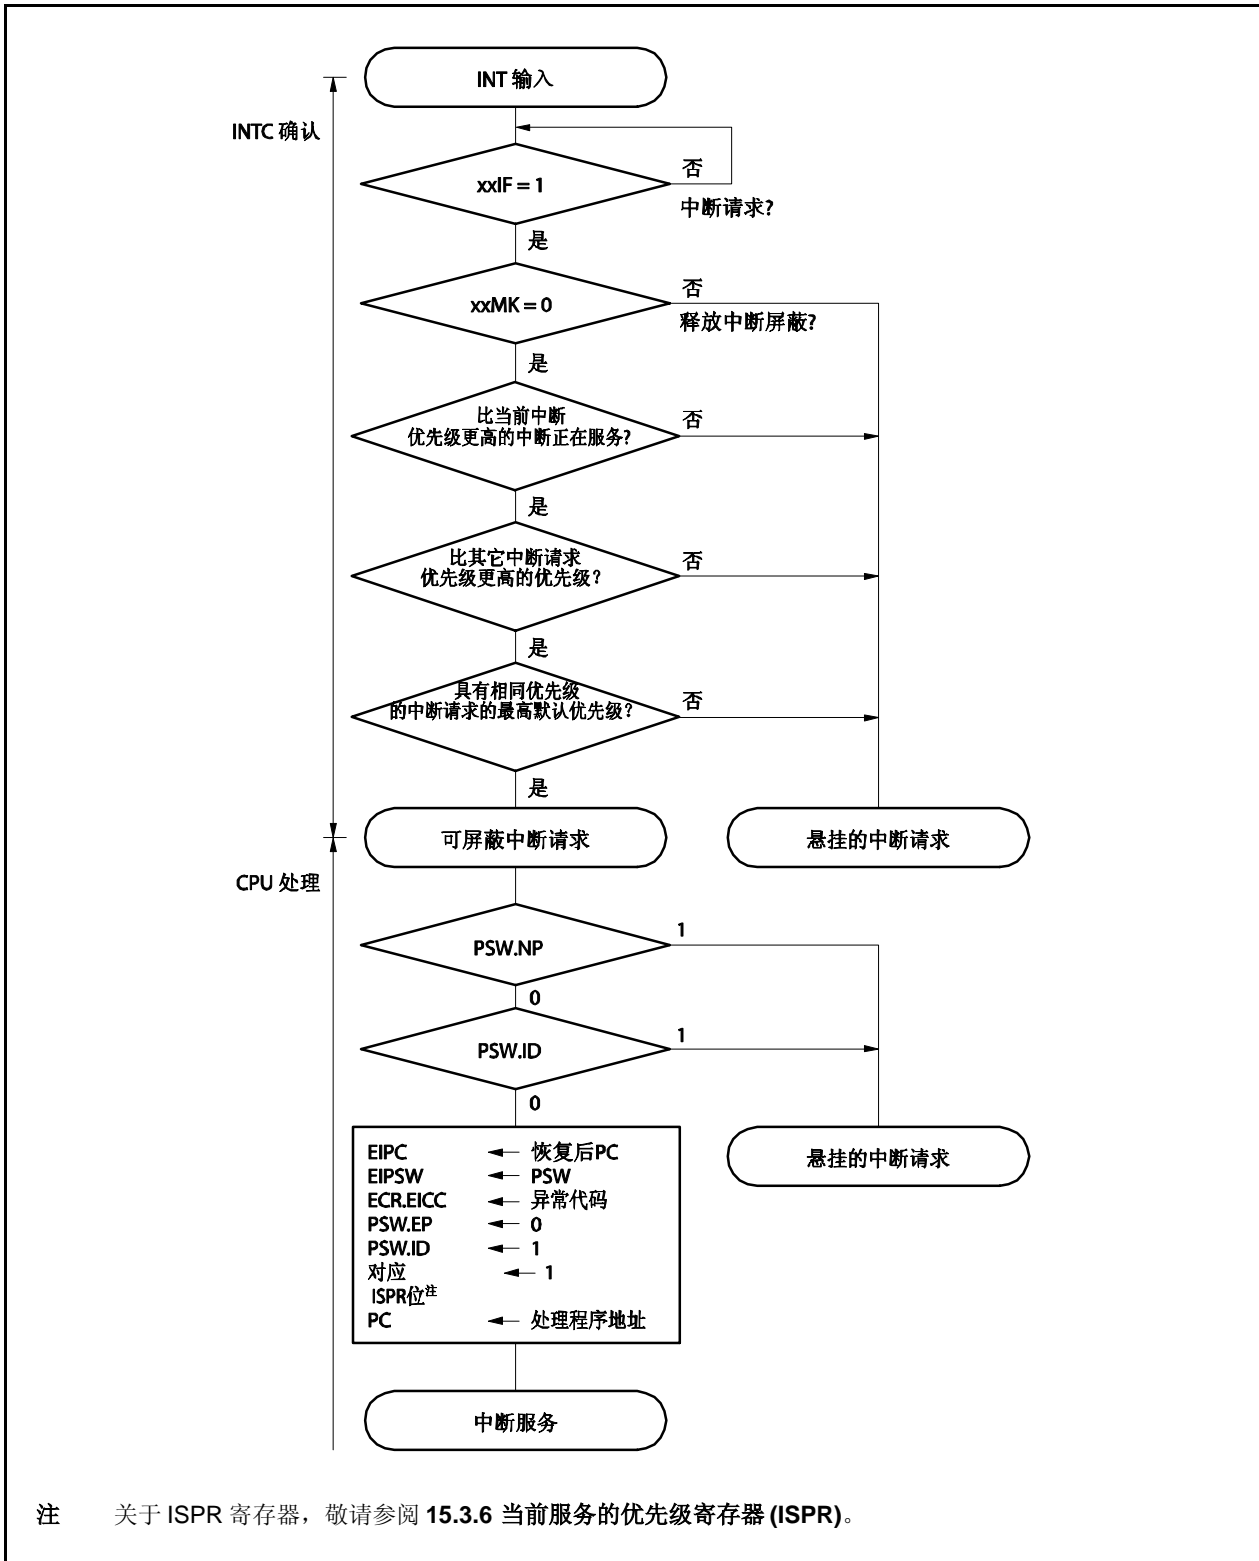 INT 输入
INTC 确认
xxIF = 1
否
中断请求?
是
xxMK = 0
否
释放中断屏蔽?
是
比当前中断
优先级更高的中断正在服务?
否
是
比其它中断请求
优先级更高的优先级？
否
是
具有相同优先级
的中断请求的最高默认优先级？
否
是
可屏蔽中断请求
悬挂的中断请求
CPU 处理
PSW.NP
1
0
PSW.ID
1
0
EIPC 恢复后PC
EIPSW PSW
ECR.EICC 异常代码
PSW.EP 0
PSW.ID 1
对应 1
ISPR位注
PC 处理程序地址
悬挂的中断请求
中断服务
注 关于 ISPR 寄存器，敬请参阅 15.3.6 当前服务的优先级寄存器 (ISPR)。